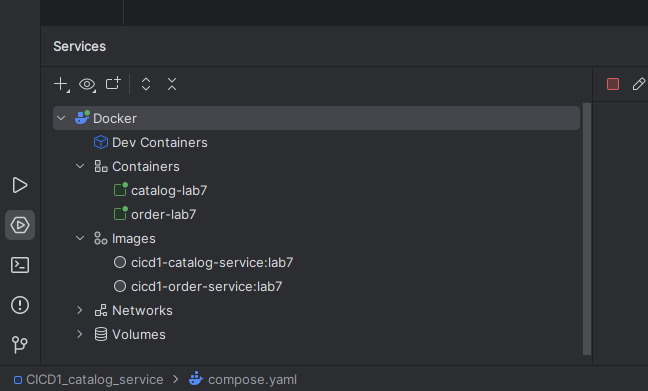 Services
Docker
Dev Containers
Containers
catalog-lab7
order-lab7
Images
cicd1-catalog-service:lab7
cicd1-order-service:lab7
Networks
Volumes
CICD1_catalog_service > compose.yaml